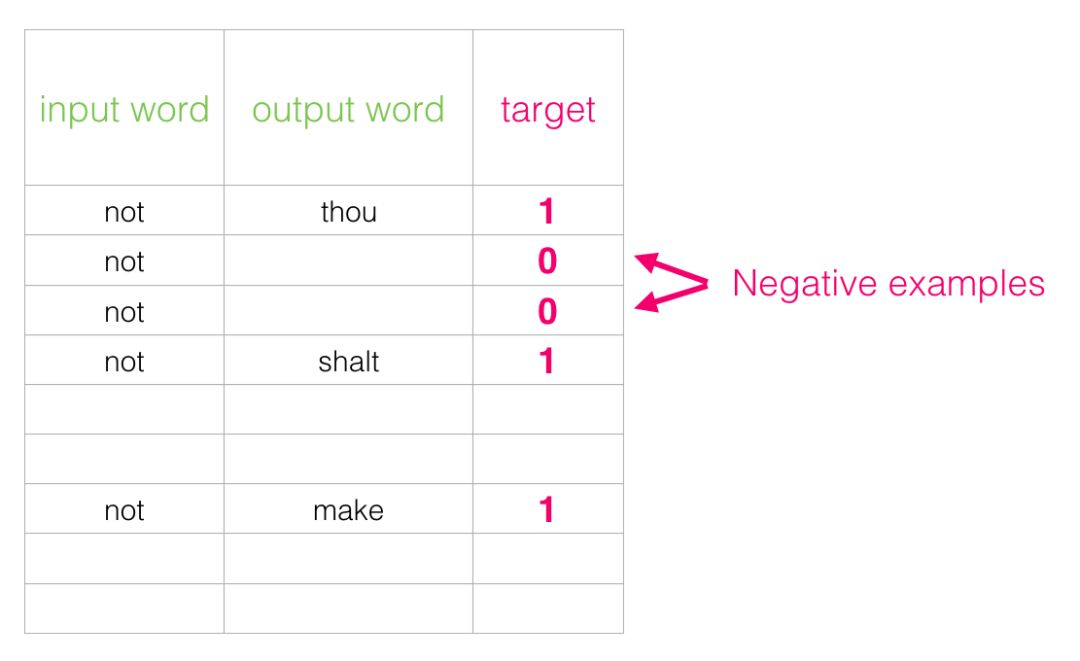 input word output word target
not thou 1
not 0
not 0
Negative examples
not shalt 1
not make 1